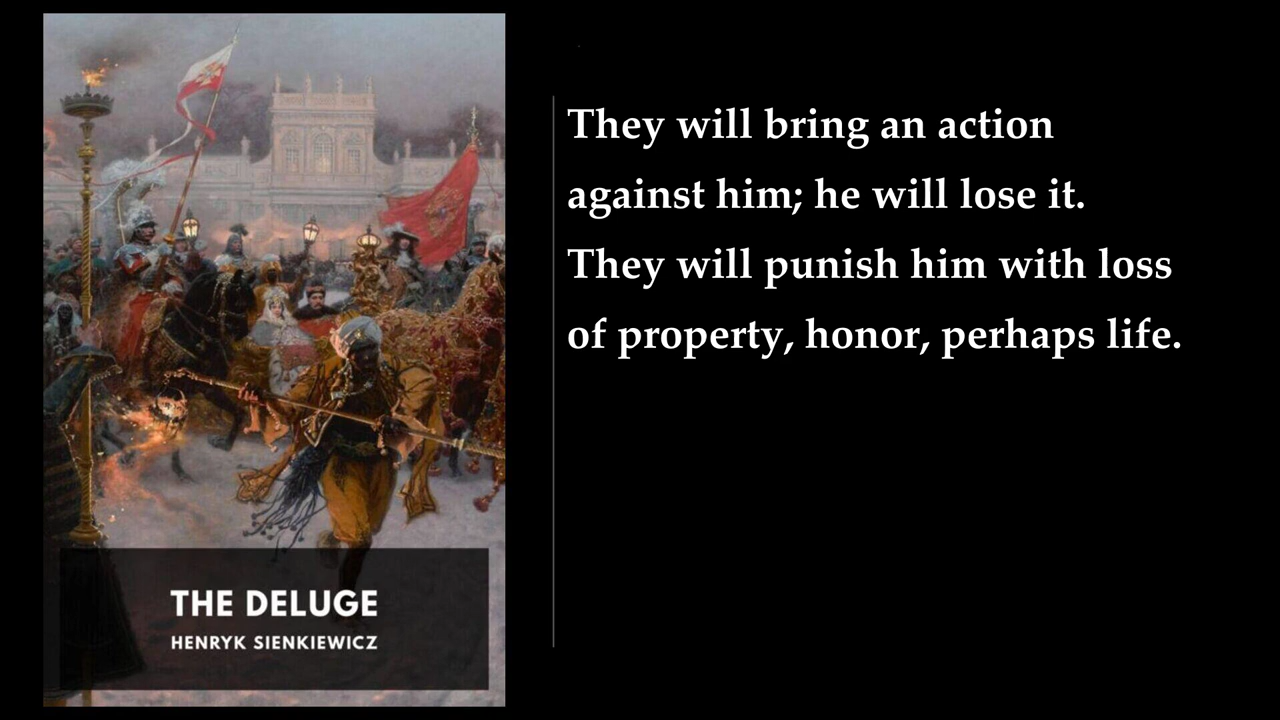 They will bring an action
against him; he will lose it.
They will punish him with loss
of property, honor, perhaps life.
THE DELUGE
HENRYK SIENKIEWICZ